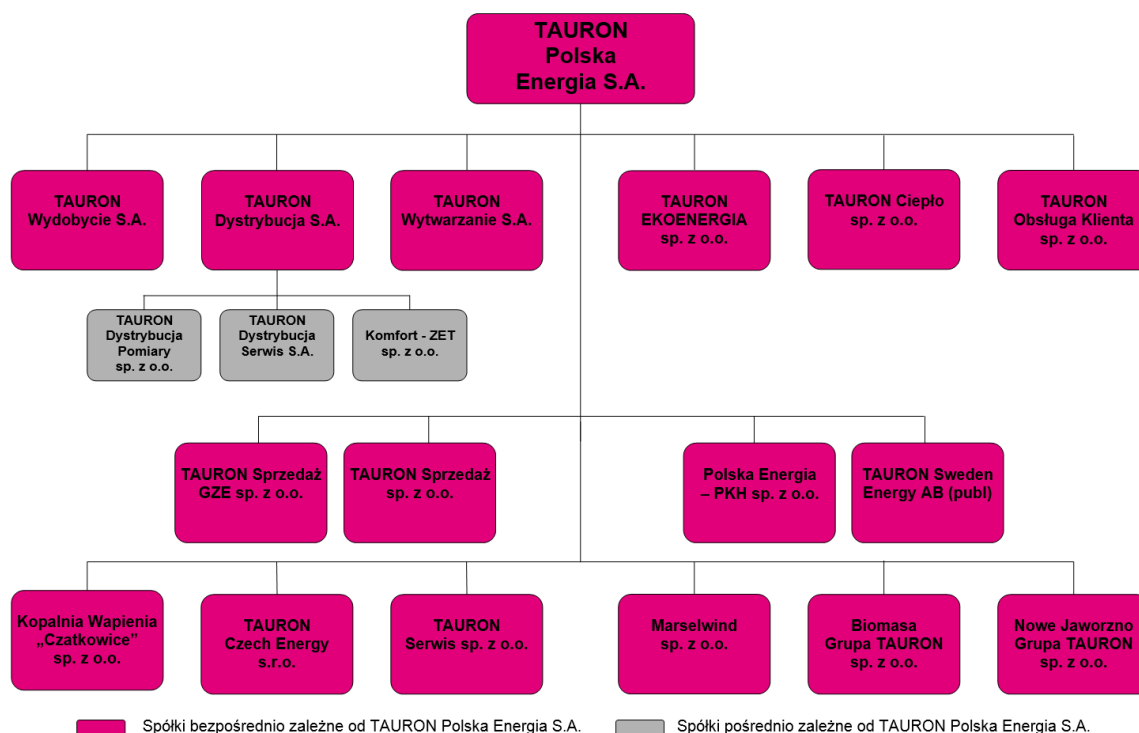 TAURON
Polska
Energia S.A.
TAURON
Wydobycie S.A.
TAURON
Dystrybucja S.A.
TAURON
Wytwarzanie S.A.
TAURON
EKOENERGIA
sp. z o.o.
TAURON Ciepło
sp. z o.o.
TAURON
Obsługa Klienta
sp. z o.o.
TAURON
Dystrybucja
Pomiary
sp. z o.o.
TAURON
Dystrybucja
Serwis S.A.
Komfort - ZET
sp. z o.o.
TAURON Sprzedaż
GZE sp. z o.o.
TAURON Sprzedaż
sp. z o.o.
Polska Energia
– PKH sp. z o.o.
TAURON Sweden
Energy AB (publ)
Kopalnia Wapienia
„Czatkowice”
sp. z o.o.
TAURON
Czech Energy
s.r.o.
TAURON
Serwis sp. z o.o.
Marselwind
sp. z o.o.
Biomasa
Grupa TAURON
sp. z o.o.
Nowe Jaworzno
Grupa TAURON
sp. z o.o.
Spółki bezpośrednio zależne od TAURON Polska Energia S.A.
Spółki pośrednio zależne od TAURON Polska Energia S.A.